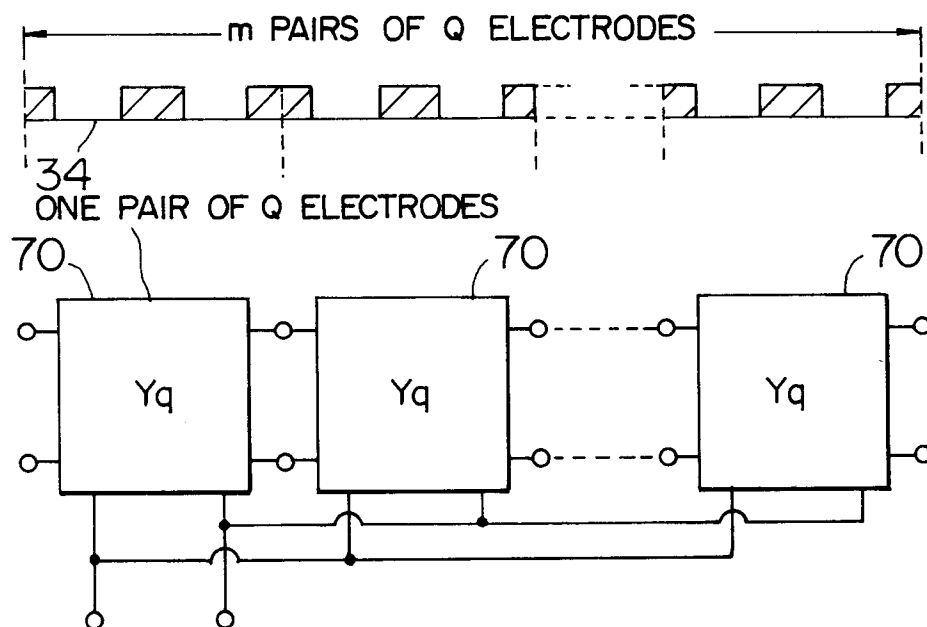 m PAIRS OF Q ELECTRODES
34
ONE PAIR OF Q ELECTRODES
70 70 70
Yq Yq Yq